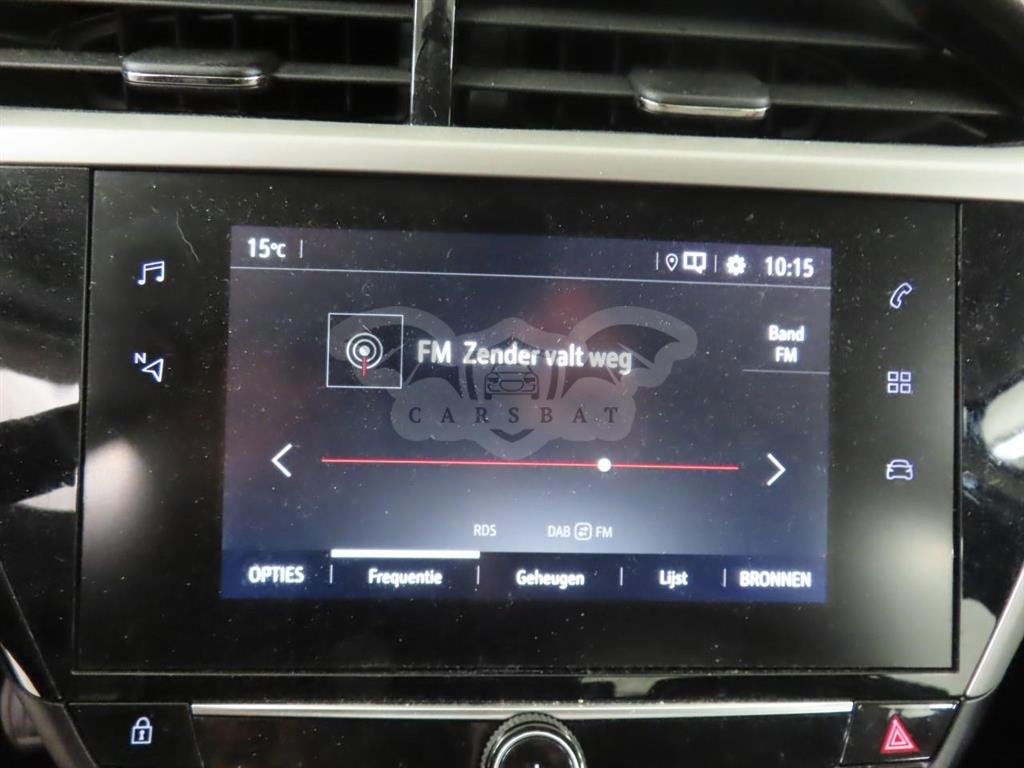 15°C
10:15
N
FM Zender valt weg
Band
FM
CARSBAT
RDS DAB FM
OPTIES Frequentie Geheugen Lijst BRONNEN